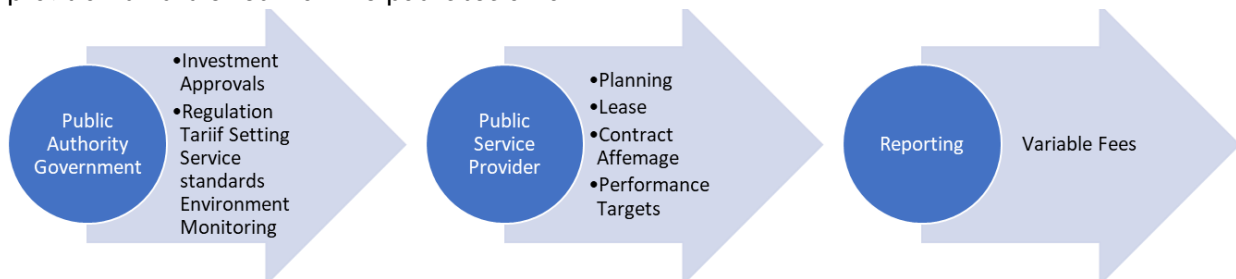 Public
Authority
Government
•Investment
Approvals
•Regulation
Tariif Setting
Service
standards
Environment
Monitoring
Public
Service
Provider
•Planning
•Lease
•Contract
Affemage
•Performance
Targets
Reporting
Variable Fees